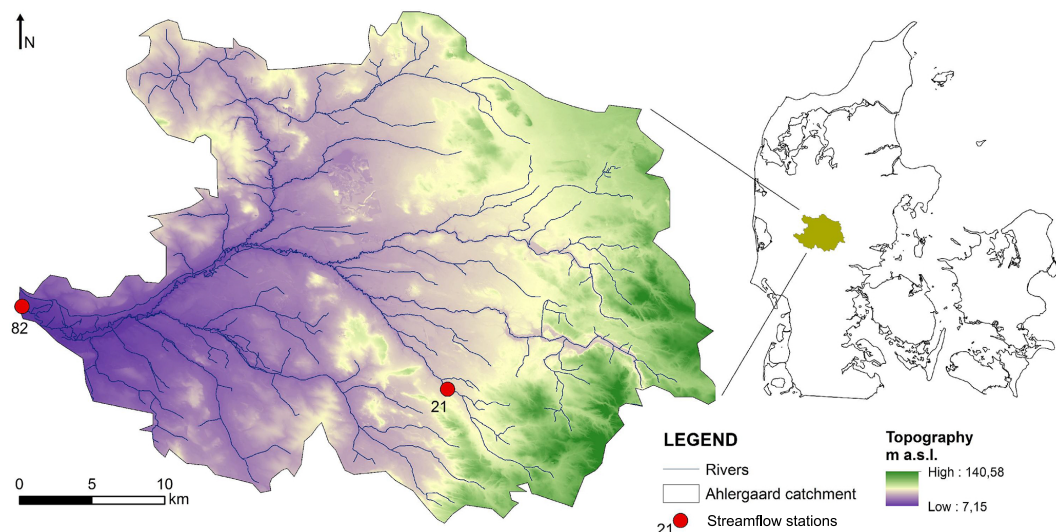 N
82
21
0 5 10
km
LEGEND
Rivers
Ahlergaard catchment
21 Streamflow stations
Topography
m a.s.l.
High : 140,58
Low : 7,15